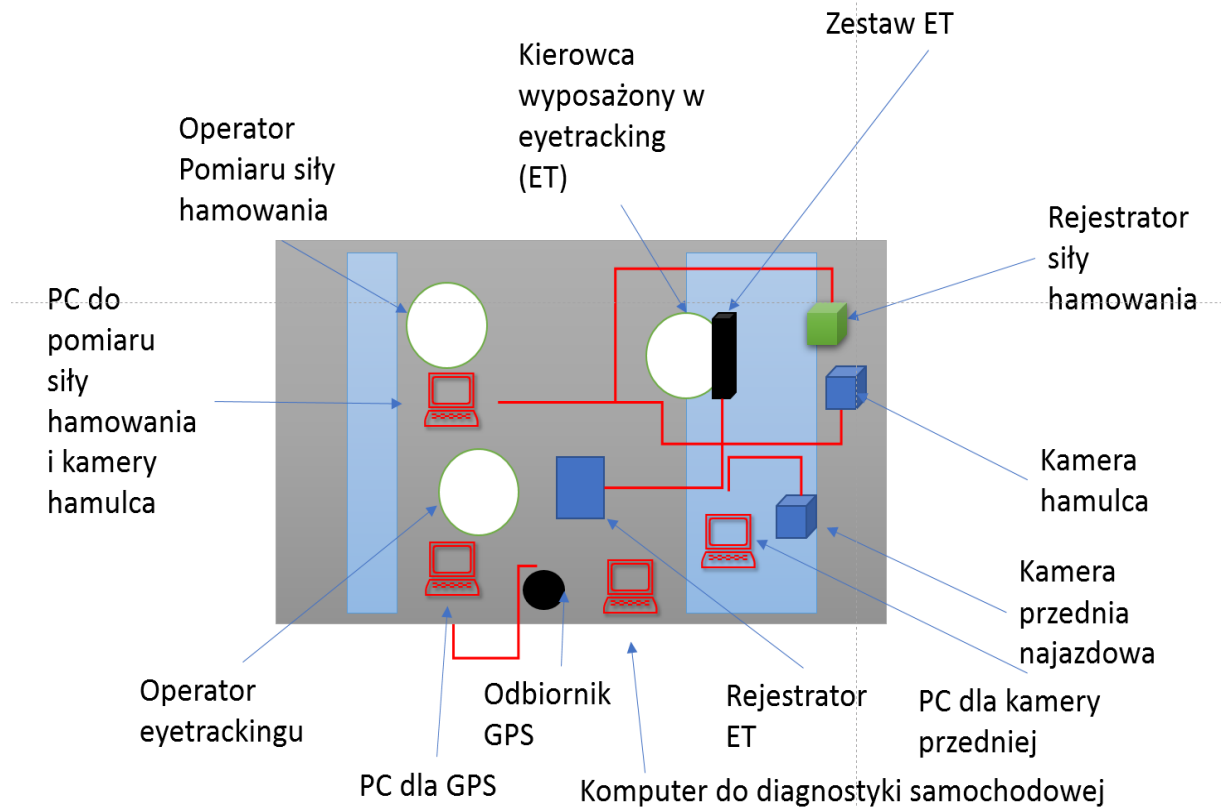 Zestaw ET
Kierowca
wyposażony w
eyetracking
(ET)
Operator
Pomiaru siły
hamowania
Rejestrator
siły
hamowania
PC do
pomiaru
siły
hamowania
i kamery
hamulca
Kamera
hamulca
Kamera
przednia
najazdowa
Operator
eyetrackingu
Odbiornik
GPS
Rejestrator
ET
PC dla kamery
przedniej
PC dla GPS
Komputer do diagnostyki samochodowej